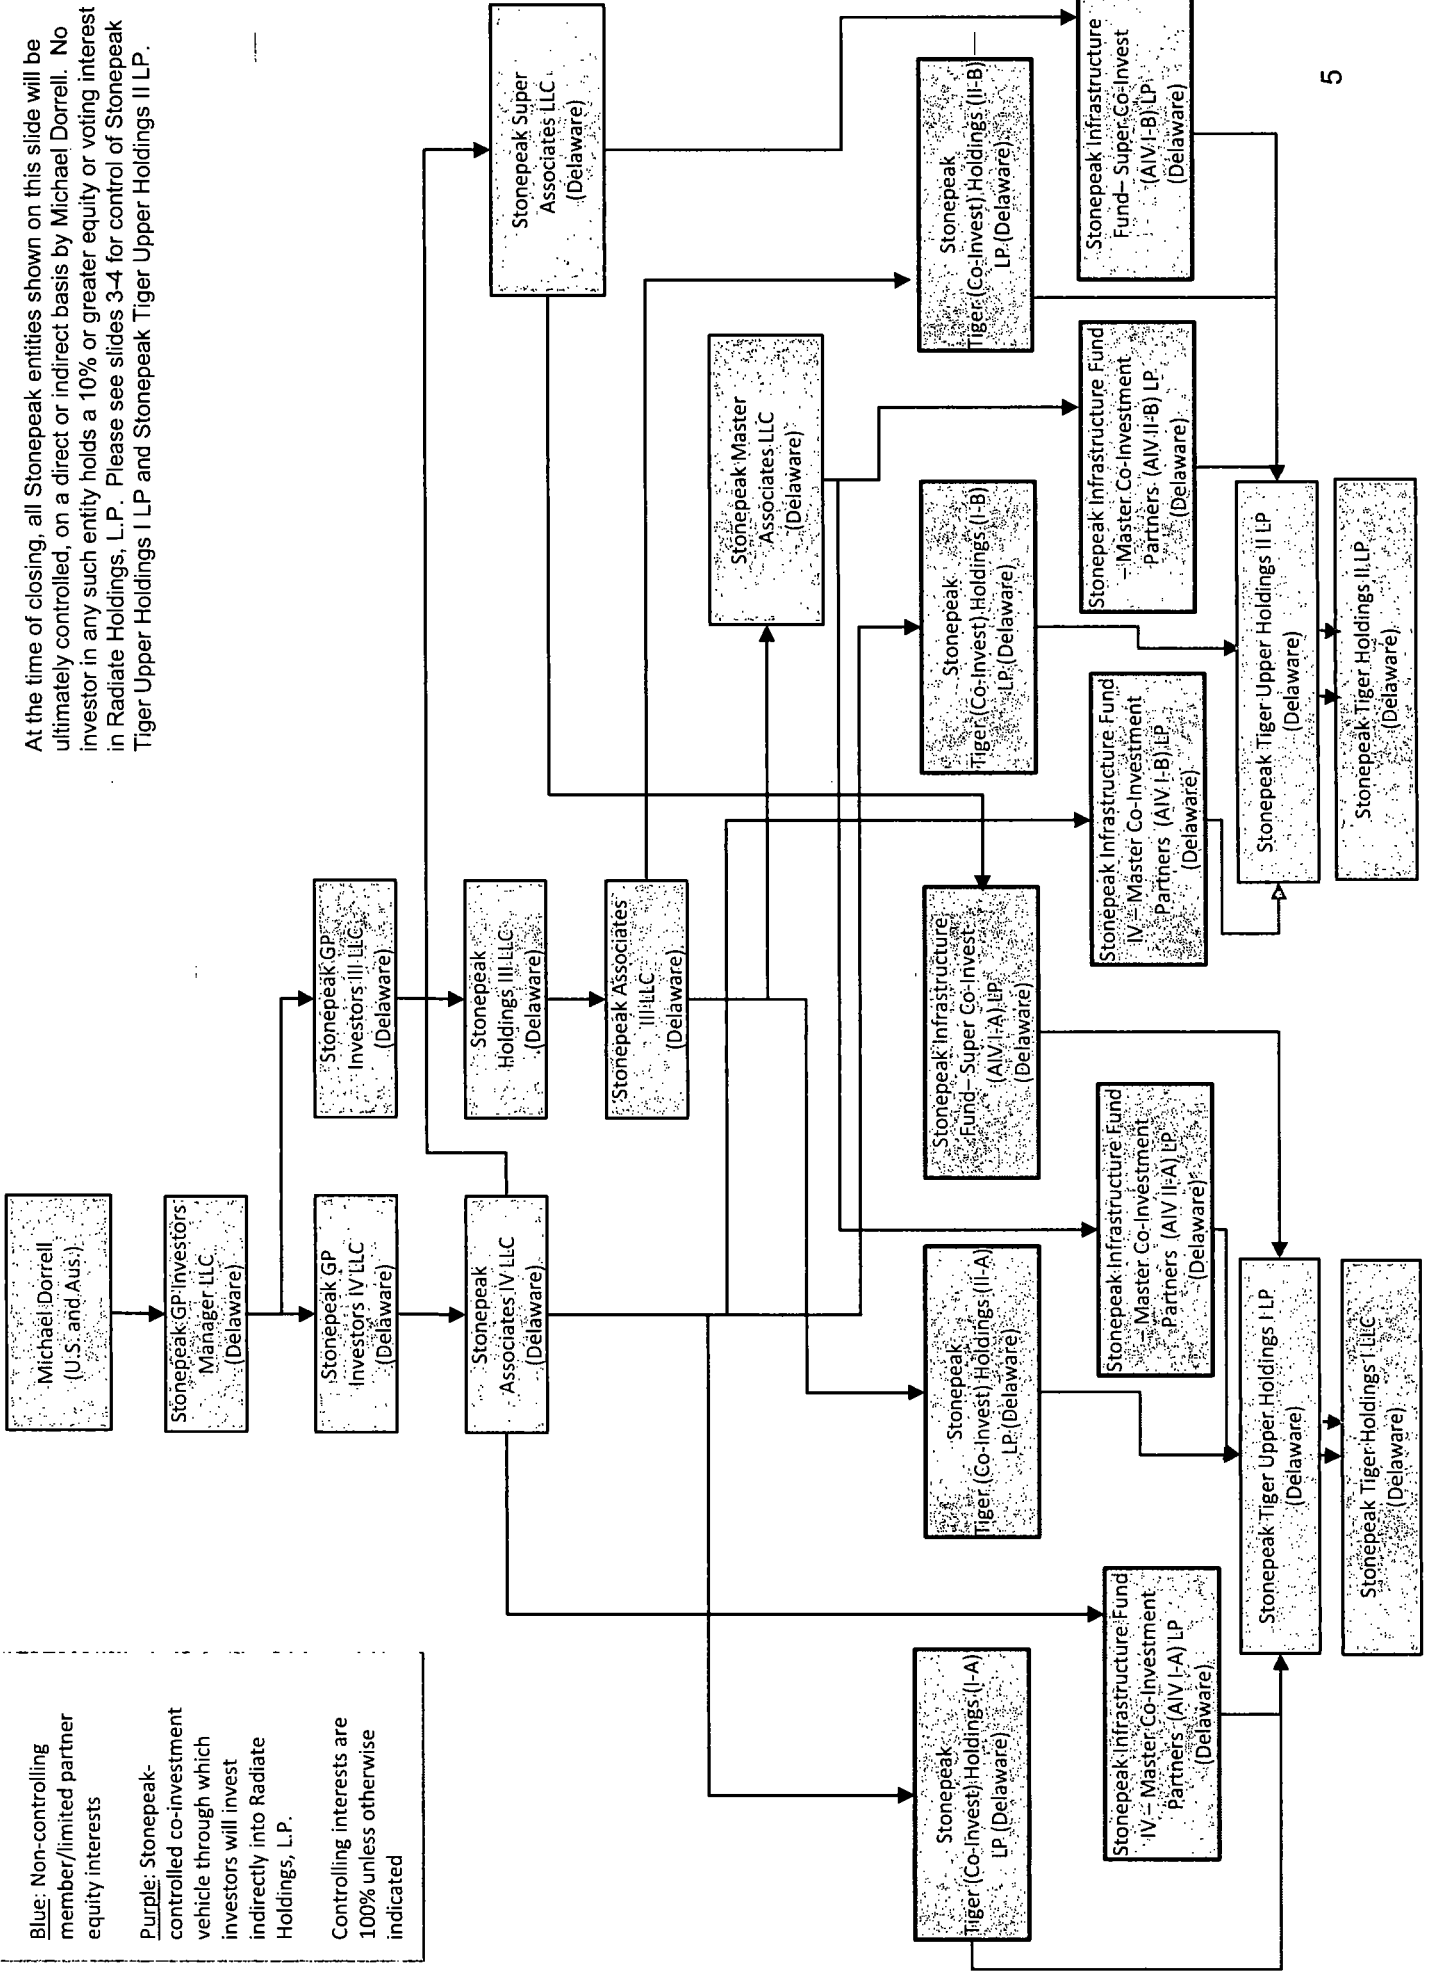 At the time of closing, all Stonepeak entities shown on this slide will be
ultimately controlled, on a direct or indirect basis by Michael Dorrell. No
investor in any such entity holds a 10% or greater equity or voting interest
in Radiate Holdings, L.P. Please see slides 3-4 for control of Stonepeak
Tiger Upper Holdings I LP and Stonepeak Tiger Upper Holdings II LP.
Blue: Non-controlling
member/limited partner
equity interests
Purple: Stonepeak-
controlled co-investment
vehicle through which
investors will invest
indirectly into Radiate
Holdings, L.P.
Controlling interests are
100% unless otherwise
indicated
Michael Dorrell
(U.S. and Aus.)
Stonepeak GP Investors
Manager LLC
(Delaware)
Stonepeak GP
Investors IV LLC
(Delaware)
Stonepeak GP
Investors III LLC
(Delaware)
Stonepeak
Associates IV LLC
(Delaware)
Stonepeak
Holdings III LLC
(Delaware)
Stonepeak Super
Associates LLC
(Delaware)
Stonepeak Associates
III LLC
(Delaware)
Stonepeak Master
Associates LLC
(Delaware)
Stonepeak
Tiger (Co-Invest) Holdings (I-A)
LP (Delaware)
Stonepeak
Tiger (Co-Invest) Holdings (II-A)
LP (Delaware)
Stonepeak Infrastructure
Fund– Super Co-Invest
(AIV I-A) LP
(Delaware)
Stonepeak
Tiger (Co-Invest) Holdings (I-B)
LP (Delaware)
Stonepeak
Tiger (Co-Invest) Holdings (II-B)
LP (Delaware)
Stonepeak Infrastructure Fund
IV – Master Co-Investment
Partners (AIV I-A) LP
(Delaware)
Stonepeak Infrastructure Fund
– Master Co-Investment
Partners (AIV II-A) LP
(Delaware)
Stonepeak Infrastructure Fund
IV – Master Co-Investment
Partners (AIV I-B) LP
(Delaware)
Stonepeak Infrastructure Fund
– Master Co-Investment
Partners (AIV II-B) LP
(Delaware)
Stonepeak Infrastructure
Fund– Super Co-Invest
(AIV I-B) LP
(Delaware)
Stonepeak Tiger Upper Holdings I LP
(Delaware)
Stonepeak Tiger Upper Holdings II LP
(Delaware)
Stonepeak Tiger Holdings I LLC
(Delaware)
Stonepeak Tiger Holdings II LP
(Delaware)
5